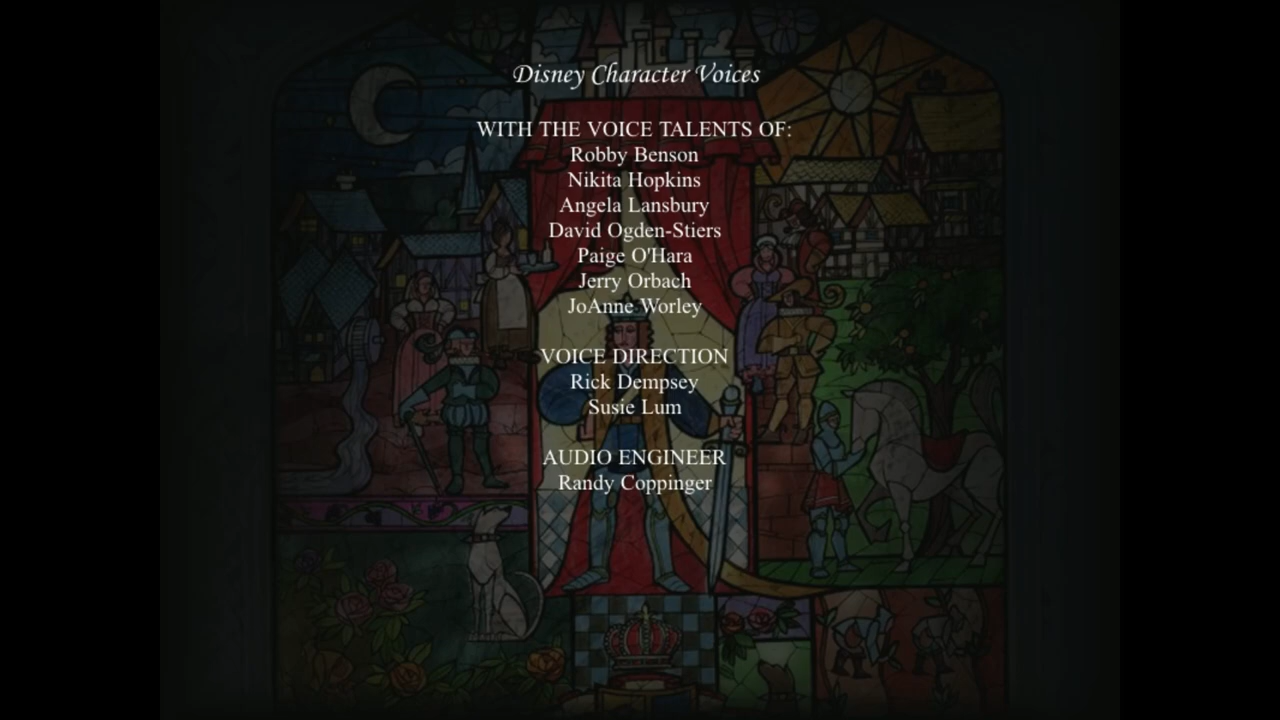 Disney Character Voices
WITH THE VOICE TALENTS OF:
Robby Benson
Nikita Hopkins
Angela Lansbury
David Ogden-Stiers
Paige O'Hara
Jerry Orbach
JoAnne Worley
VOICE DIRECTION
Rick Dempsey
Susie Lum
AUDIO ENGINEER
Randy Coppinger